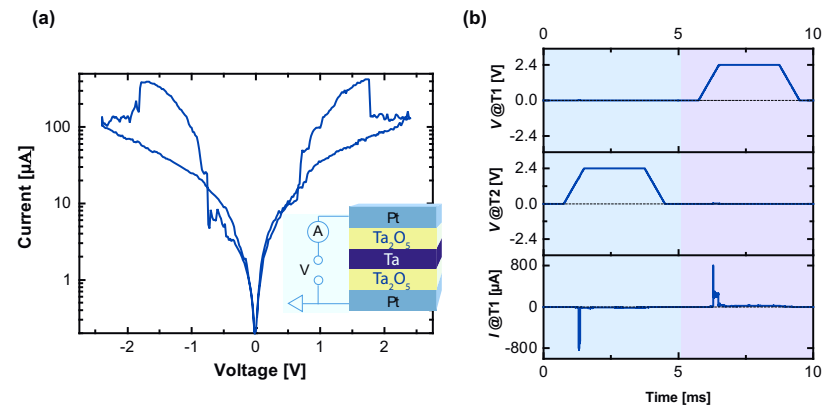 (a)
Current [µA]
100
10
1
-2
-1
0
1
2
Voltage [V]
A
V
Pt
Ta2O5
Ta
Ta2O5
Pt
(b)
0
5
10
V @T1 [V]
2.4
0.0
-2.4
V @T2 [V]
2.4
0.0
-2.4
I @T1 [µA]
800
0
-800
0
5
10
Time [ms]